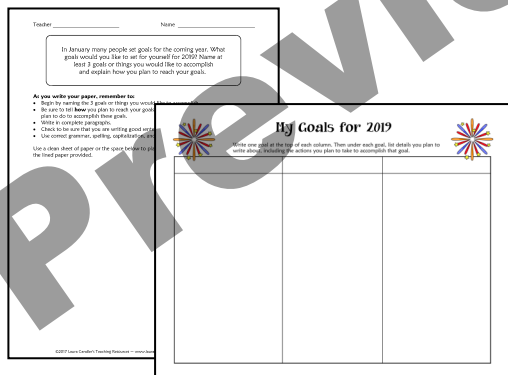 Teacher Name
In January many people set goals for the coming year. What
goals would you like to set for yourself for 2019? Name at
least 3 goals or things you would like to accomplish
and explain how you plan to reach your goals.
As you write your paper, remember to:
• Begin by naming the 3 goals or things you would like to accomplish.
• Be sure to tell how you plan to reach your goals
plan to do to accomplish these goals.
• Write in complete paragraphs.
• Check to be sure that you are writing good sent
• Use correct grammar, spelling, capitalization, an
Use a clean sheet of paper or the space below to pla
the lined paper provided.
©2017 Laura Candler's Teaching Resources — www.laura
My Goals for 2019
Write one goal at the top of each column. Then under each goal, list details you plan to
write about, including the actions you plan to take to accomplish that goal.
Preview